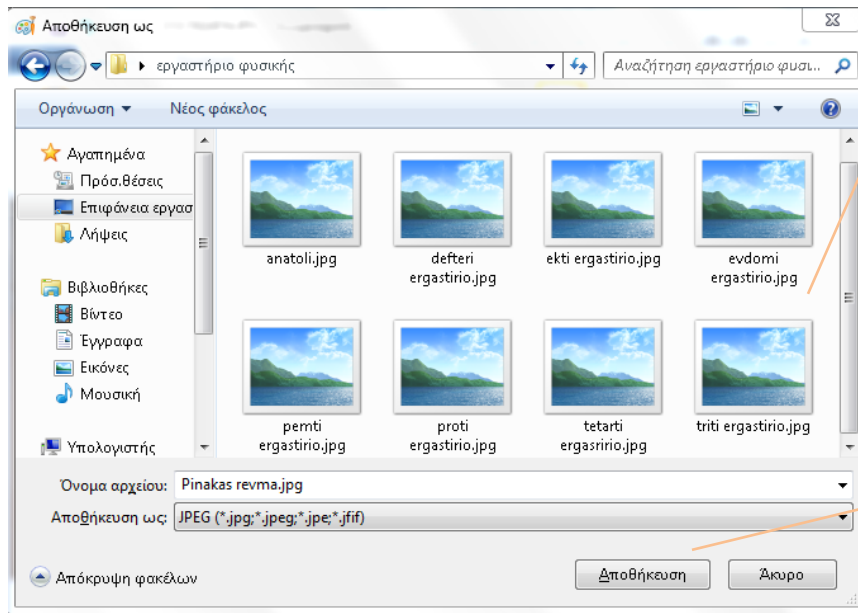 Αποθήκευση ως
εργαστήριο φυσικής
Αναζήτηση εργαστήριο φυσι...
Οργάνωση
Νέος φάκελος
Αγαπημένα
Πρόσ.θέσεις
Επιφάνεια εργασ
Λήψεις
Βιβλιοθήκες
Βίντεο
Έγγραφα
Εικόνες
Μουσική
Υπολογιστής
anatoli.jpg
defteri
ergastirio.jpg
ekti ergastirio.jpg
evdomi
ergastirio.jpg
pemti
ergastirio.jpg
proti
ergastirio.jpg
tetarti
ergasririo.jpg
triti ergastirio.jpg
Όνομα αρχείου: Pinakas revma.jpg
Αποθήκευση ως: JPEG (*.jpg;*.jpeg;*.jpe;*.jfif)
Απόκρυψη φακέλων
Αποθήκευση
Άκυρο